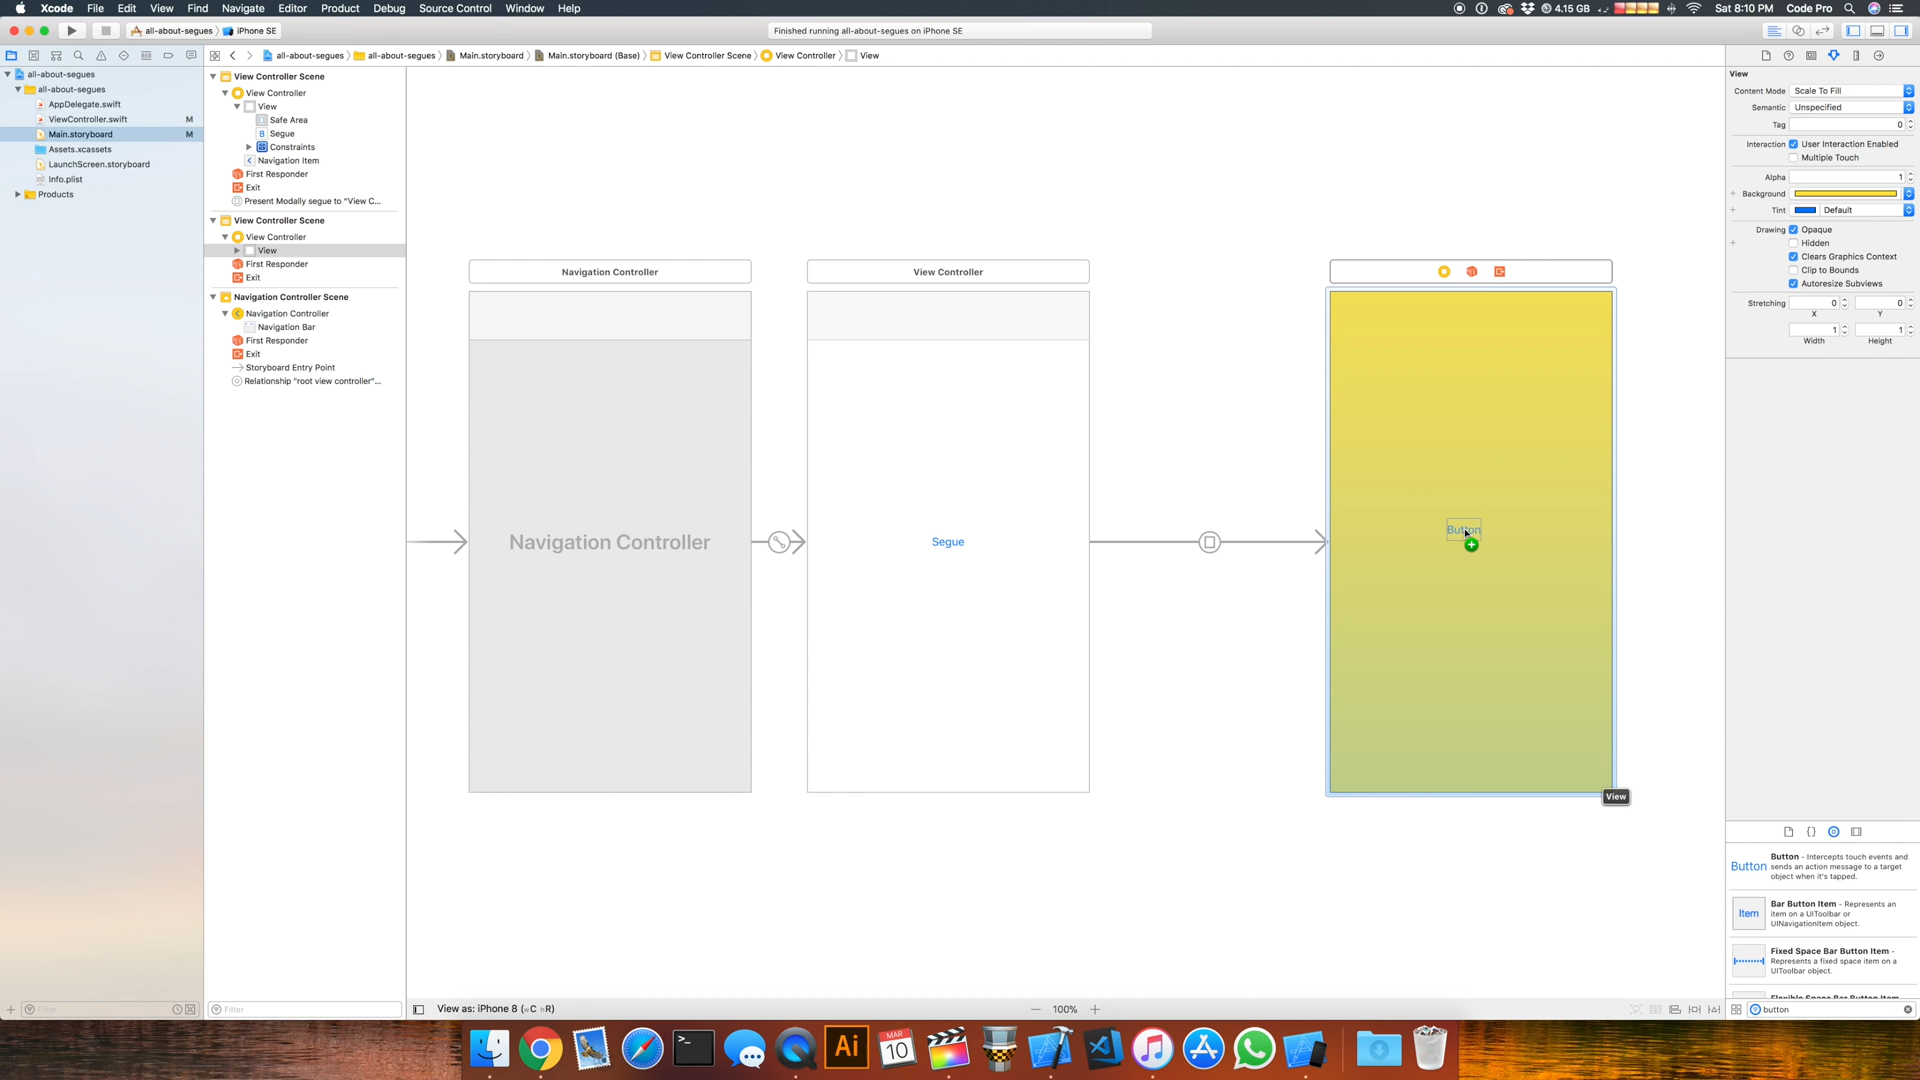 Xcode File Edit View Find Navigate Editor Product Debug Source Control Window Help
4.15 GB Sat 8:10 PM Code Pro
all-about-segues iPhone SE
Finished running all-about-segues on iPhone SE
all-about-segues all-about-segues Main.storyboard Main.storyboard (Base) View Controller Scene View Controller View
all-about-segues
all-about-segues
AppDelegate.swift
ViewController.swift M
Main.storyboard M
Assets.xcassets
LaunchScreen.storyboard
Info.plist
Products
View Controller Scene
View Controller
View
Safe Area
B Segue
Constraints
Navigation Item
First Responder
Exit
Present Modally segue to "View C...
View Controller Scene
View Controller
View
First Responder
Exit
Navigation Controller Scene
Navigation Controller
Navigation Bar
First Responder
Exit
Storyboard Entry Point
Relationship "root view controller"...
Navigation Controller
View Controller
Navigation Controller
Segue
Button
View
View
Content Mode Scale To Fill
Semantic Unspecified
Tag 0
Interaction User Interaction Enabled
Multiple Touch
Alpha 1
Background
Tint Default
Drawing Opaque
Hidden
Clears Graphics Context
Clip to Bounds
Autoresize Subviews
Stretching 0 0
X Y
1 1
Width Height
Button
Button - Intercepts touch events and
sends an action message to a target
object when it's tapped.
Item
Bar Button Item - Represents an
item on a UIToolbar or
UINavigationItem object.
Fixed Space Bar Button Item -
Represents a fixed space item on a
UIToolbar object.
Flexible Space Bar Button Item
Filter
Filter
View as: iPhone 8 (wC hR)
100%
button
Ai
MAR
10